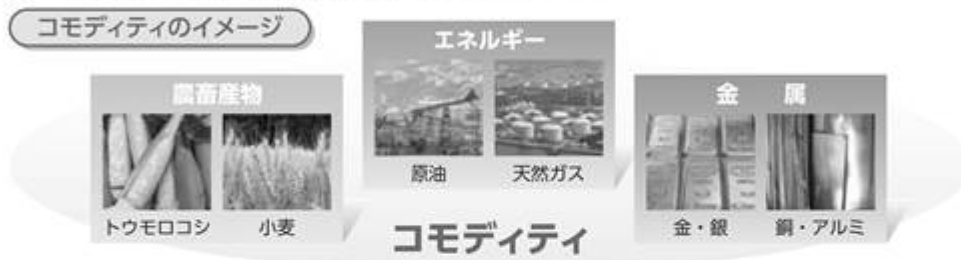 コモディティのイメージ
エネルギー
原油 天然ガス
農畜産物
トウモロコシ 小麦
金 属
金・銀 銅・アルミ
コモディティ